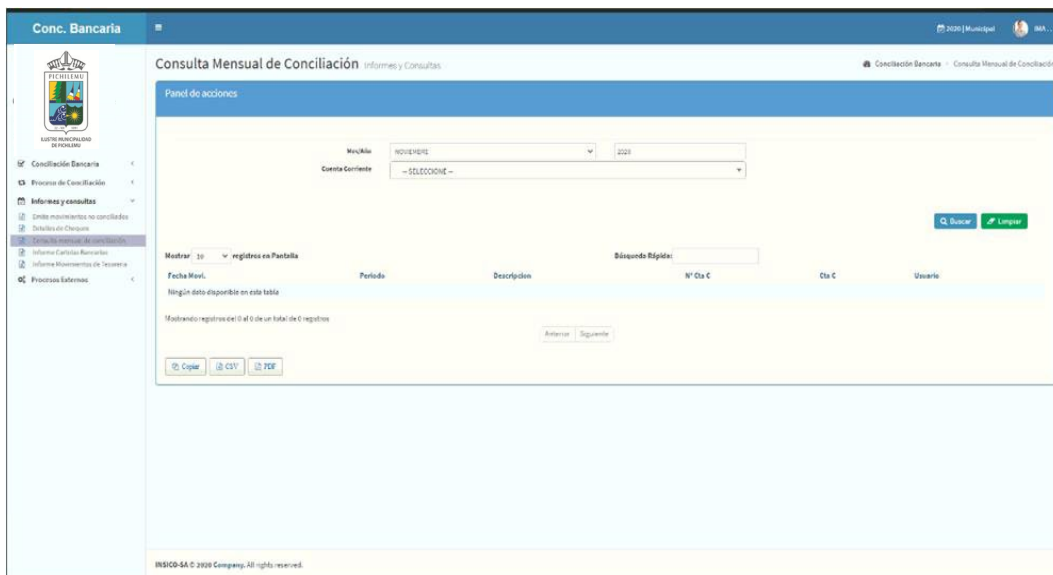 Conc. Bancaria
2020 | Municipal
PICHILEMU
ILUSTRE MUNICIPALIDAD
DE PICHILEMU
Conciliación Bancaria
Proceso de Conciliación
Informes y consultas
Emite movimientos no conciliados
Detalles de Cheques
Consulta mensual de conciliación
Informe Cartolas Bancarias
Informe Movimientos de Tesoreria
Procesos Externos
Consulta Mensual de Conciliación Informes y Consultas
Conciliación Bancaria Consulta Mensual de Conciliación
Panel de acciones
Mes/Año NOVIEMBRE 2020
Cuenta Corriente -- SELECCIONE --
Buscar Limpiar
Mostrar 10 registros en Pantalla Búsqueda Rápida:
Fecha Movi. Periodo Descripcion N° Cta C Cta C Usuario
Ningún dato disponible en esta tabla
Mostrando registros del 0 al 0 de un total de 0 registros
Anterior Siguiente
Copiar CSV PDF
INSICO-SA © 2020 Company. All rights reserved.